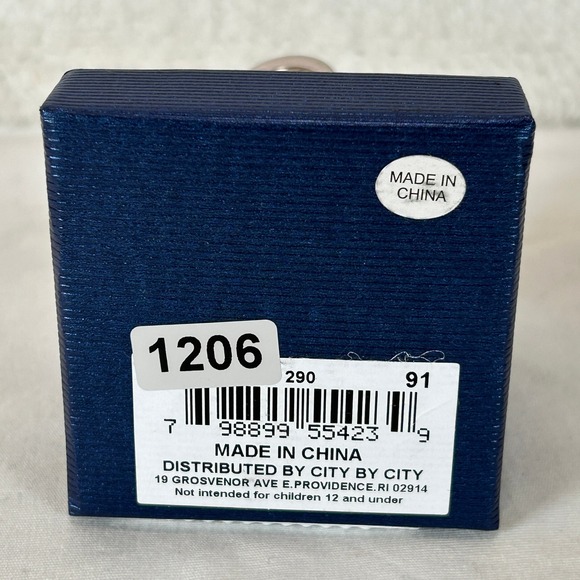 MADE IN
CHINA
1206
290 91
7 98899 55423 9
MADE IN CHINA
DISTRIBUTED BY CITY BY CITY
19 GROSVENOR AVE E.PROVIDENCE.RI 02914
Not intended for children 12 and under